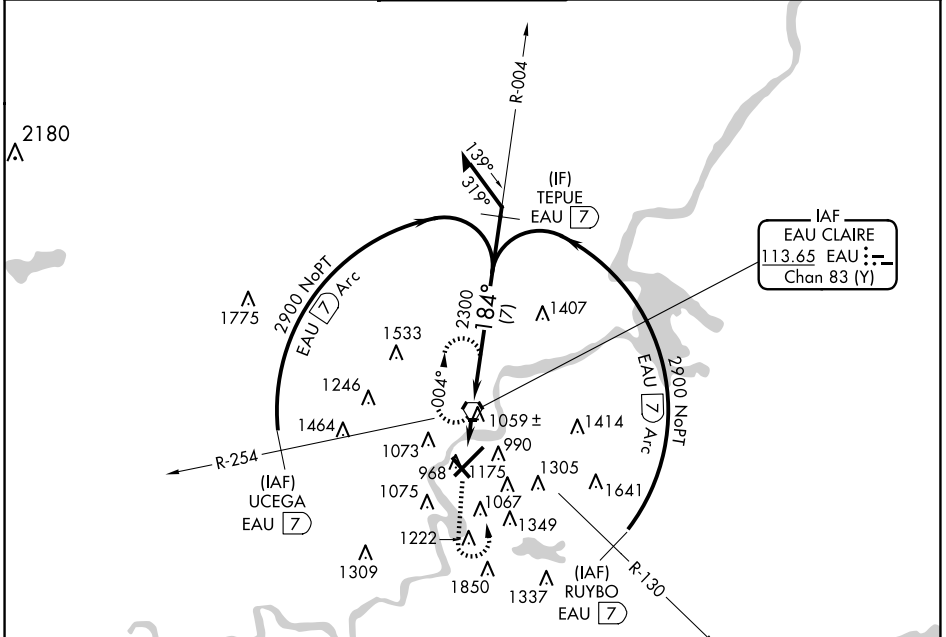 2180
R-004
139°
319°
(IF)
TEPUE
EAU 7
IAF
EAU CLAIRE
113.65 EAU
Chan 83 (Y)
2900 NoPT
EAU 7 Arc
2300
184°
(7)
1407
1775
1533
2900 NoPT
EAU 7 Arc
1246
004°
1464
1059 ±
1414
1073
990
R-254
968
1175
1305
1641
(IAF)
UCEGA
EAU 7
1075
1067
1349
1222
1309
1850
1337
(IAF)
RUYBO
EAU 7
R-130